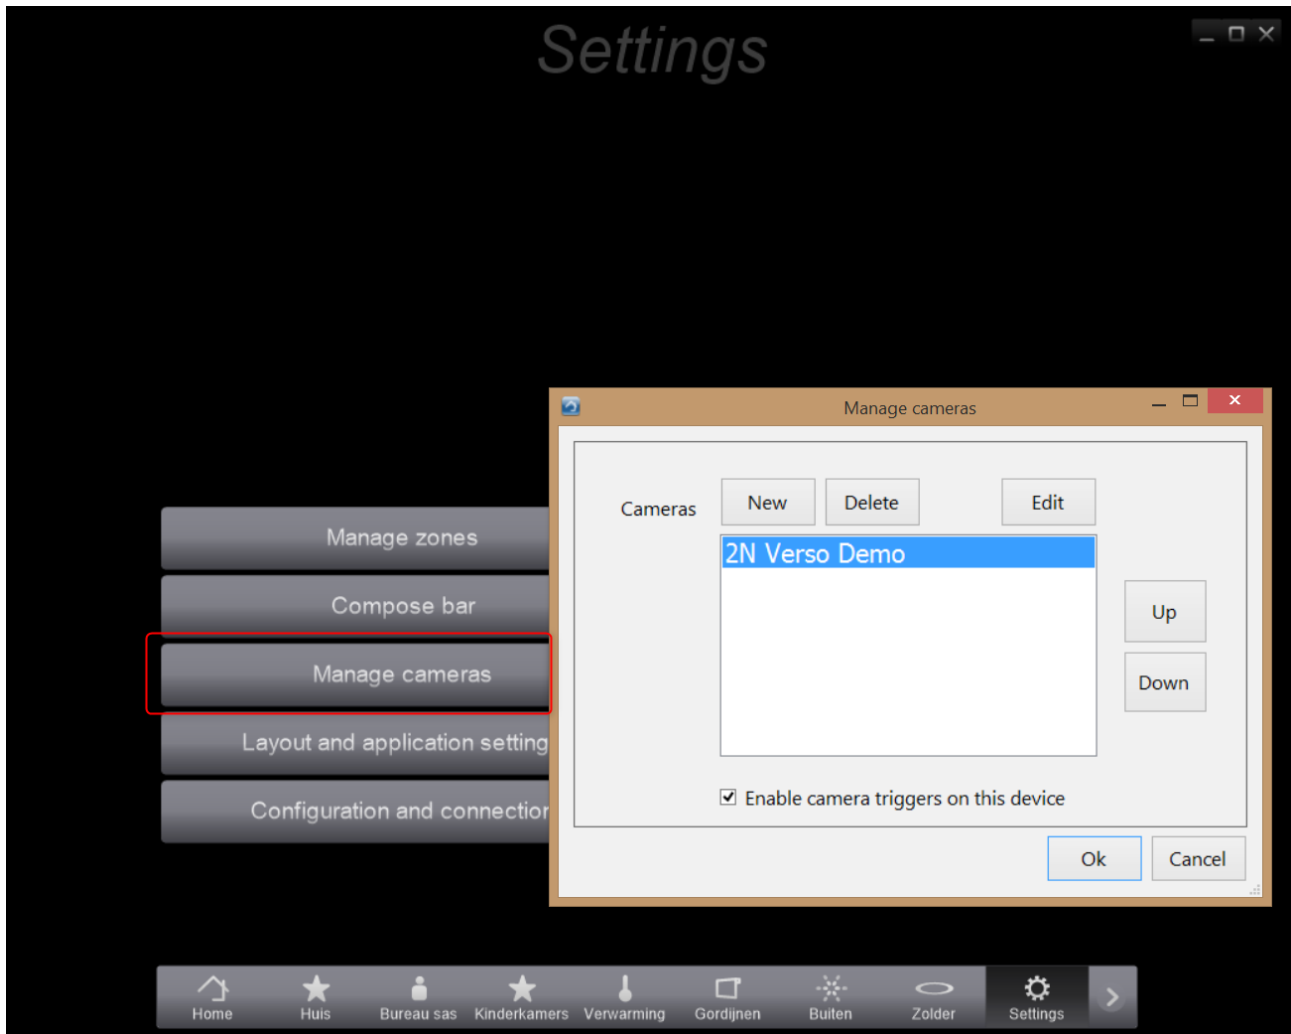 Settings
Manage cameras
Cameras
New
Delete
Edit
2N Verso Demo
Up
Down
Enable camera triggers on this device
Ok
Cancel
Manage zones
Compose bar
Manage cameras
Layout and application setting
Configuration and connection
Home
Huis
Bureau sas
Kinderkamers
Verwarming
Gordijnen
Buiten
Zolder
Settings